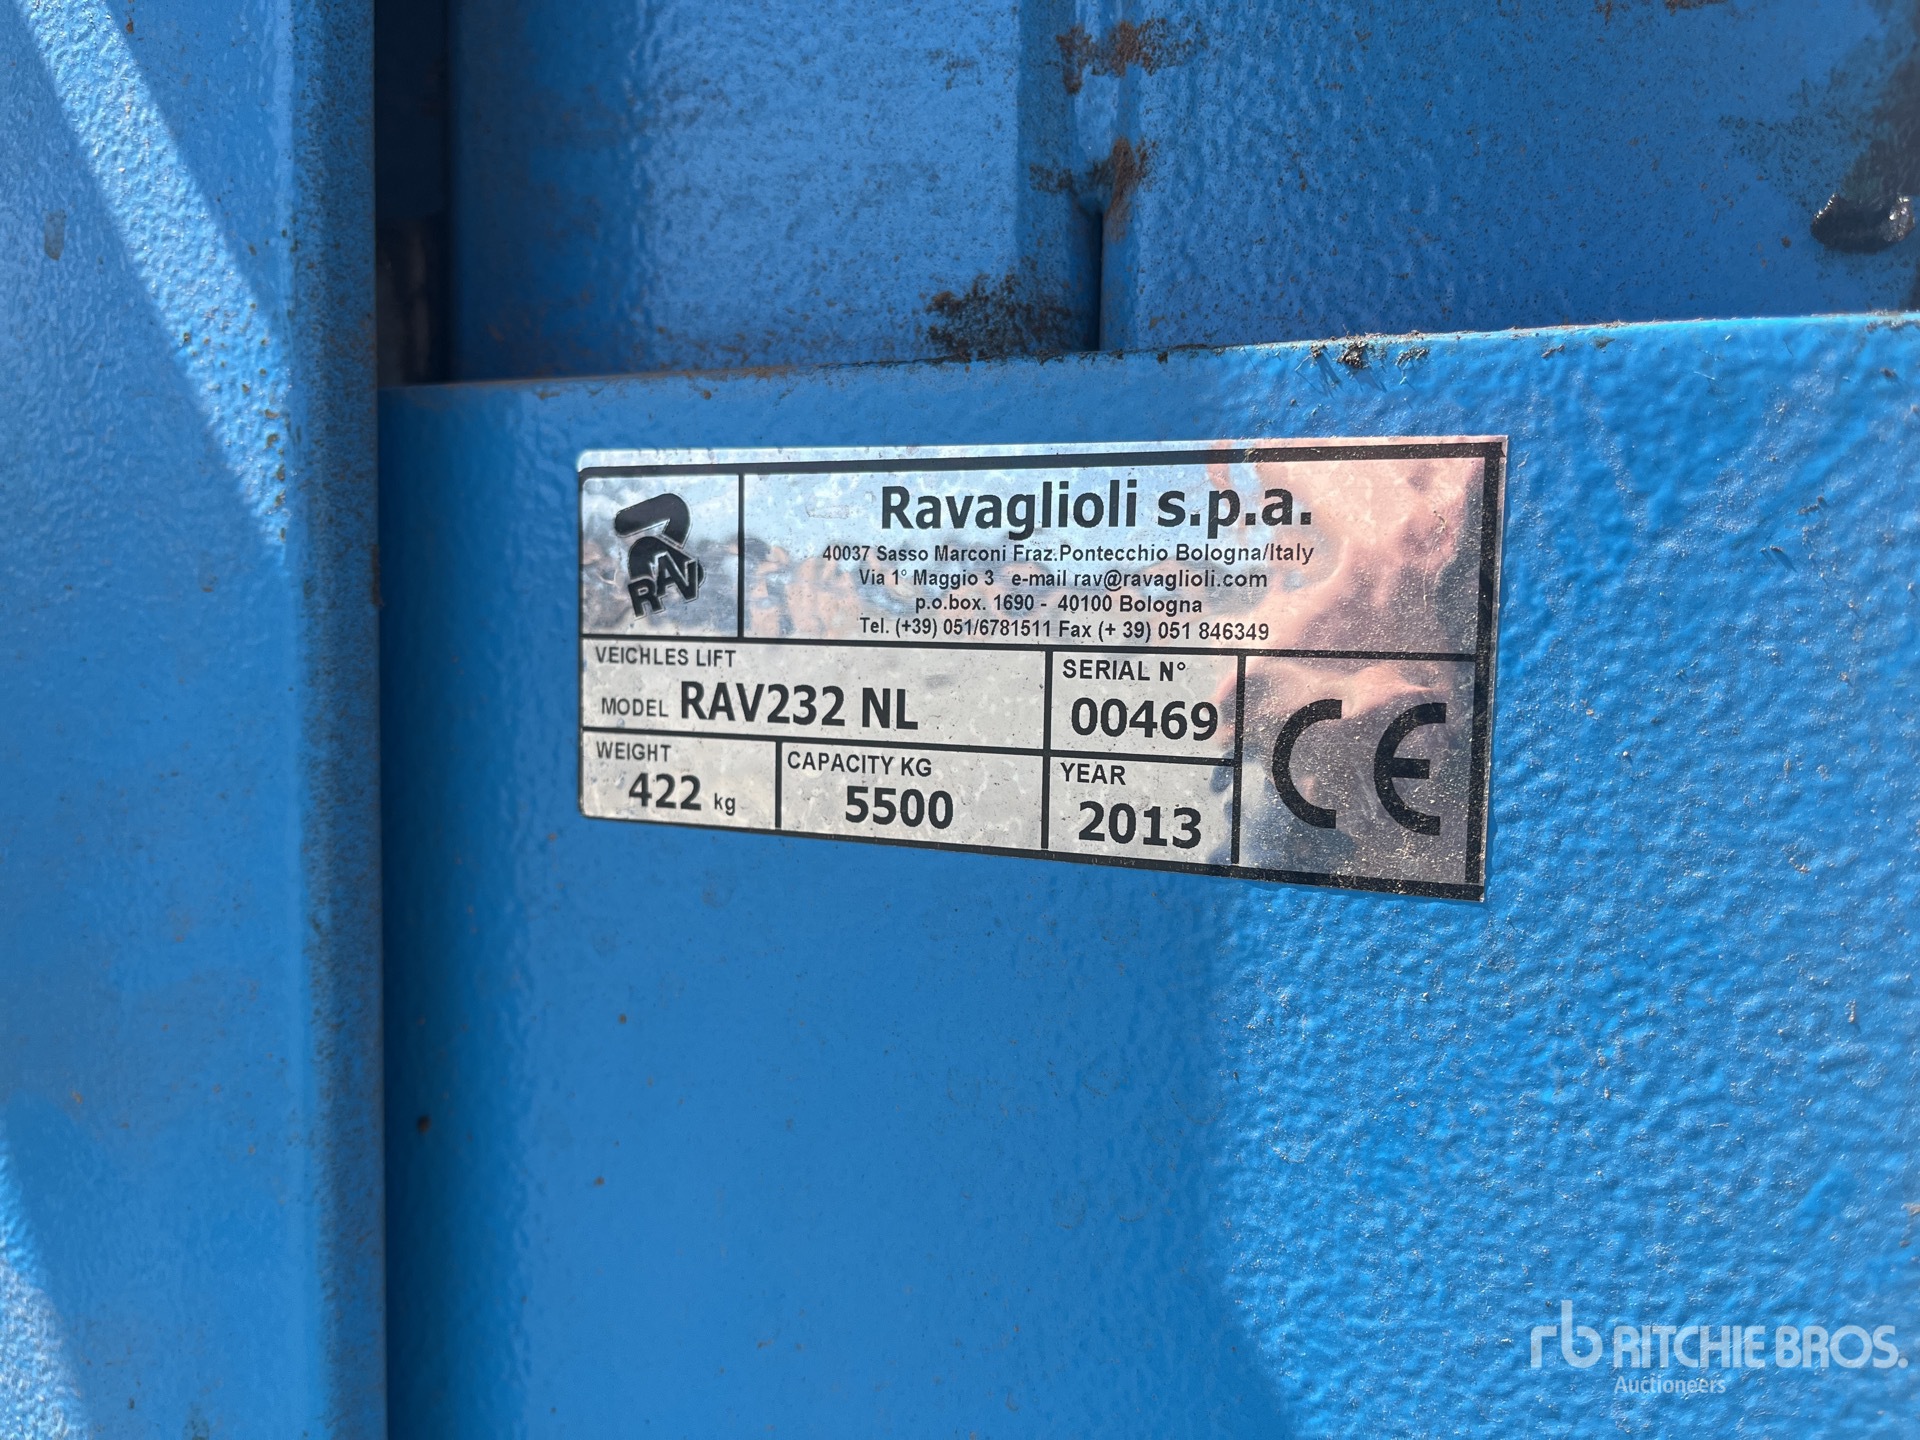 RAV
Ravaglioli s.p.a.
40037 Sasso Marconi Fraz.Pontecchio Bologna/Italy
Via 1° Maggio 3 e-mail rav@ravaglioli.com
p.o.box. 1690 - 40100 Bologna
Tel. (+39) 051/6781511 Fax (+ 39) 051 846349
VEICHLES LIFT
MODEL RAV232 NL
SERIAL N°
00469
WEIGHT
422 kg
CAPACITY KG
5500
YEAR
2013
CE
rb RITCHIE BROS.
Auctioneers